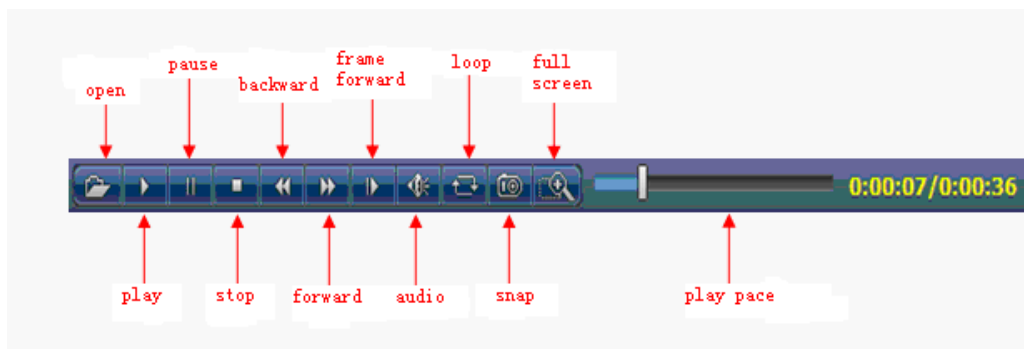 frame
forward
loop
full
screen
pause
backward
open
0:00:07/0:00:36
play
stop
forward
audio
snap
play pace